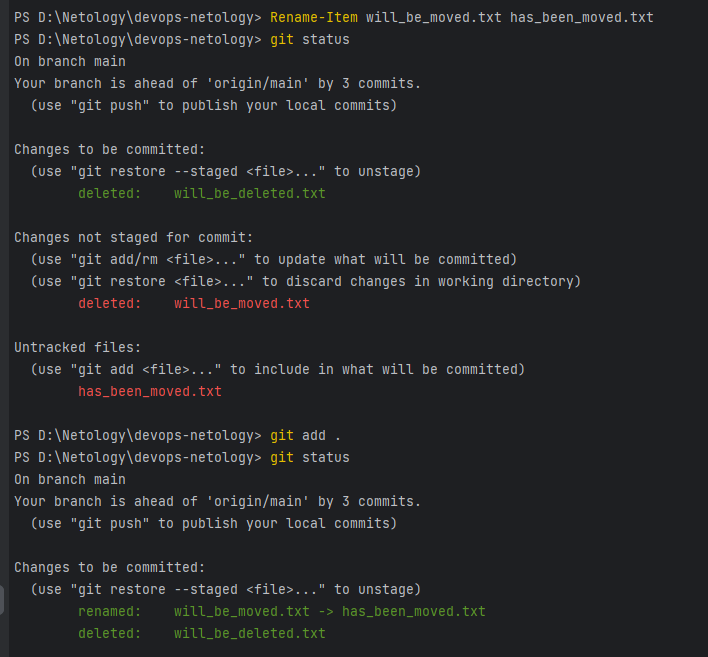 PS D:\Netology\devops-netology> Rename-Item will_be_moved.txt has_been_moved.txt
PS D:\Netology\devops-netology> git status
On branch main
Your branch is ahead of 'origin/main' by 3 commits.
  (use "git push" to publish your local commits)

Changes to be committed:
  (use "git restore --staged <file>..." to unstage)
        deleted:    will_be_deleted.txt

Changes not staged for commit:
  (use "git add/rm <file>..." to update what will be committed)
  (use "git restore <file>..." to discard changes in working directory)
        deleted:    will_be_moved.txt

Untracked files:
  (use "git add <file>..." to include in what will be committed)
        has_been_moved.txt

PS D:\Netology\devops-netology> git add .
PS D:\Netology\devops-netology> git status
On branch main
Your branch is ahead of 'origin/main' by 3 commits.
  (use "git push" to publish your local commits)

Changes to be committed:
  (use "git restore --staged <file>..." to unstage)
        renamed:    will_be_moved.txt -> has_been_moved.txt
        deleted:    will_be_deleted.txt